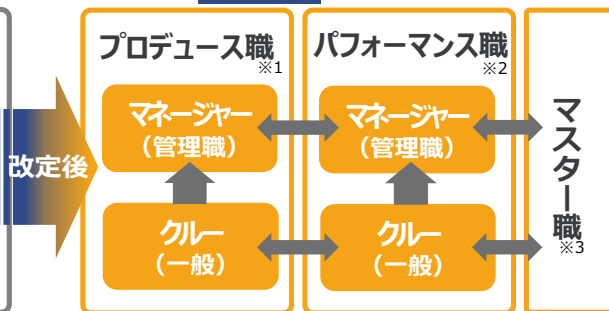 改定後
プロデュース職
※1
マネージャー
（管理職）
クルー
（一般）
パフォーマンス職
※2
マネージャー
（管理職）
クルー
（一般）
マスター職
※3